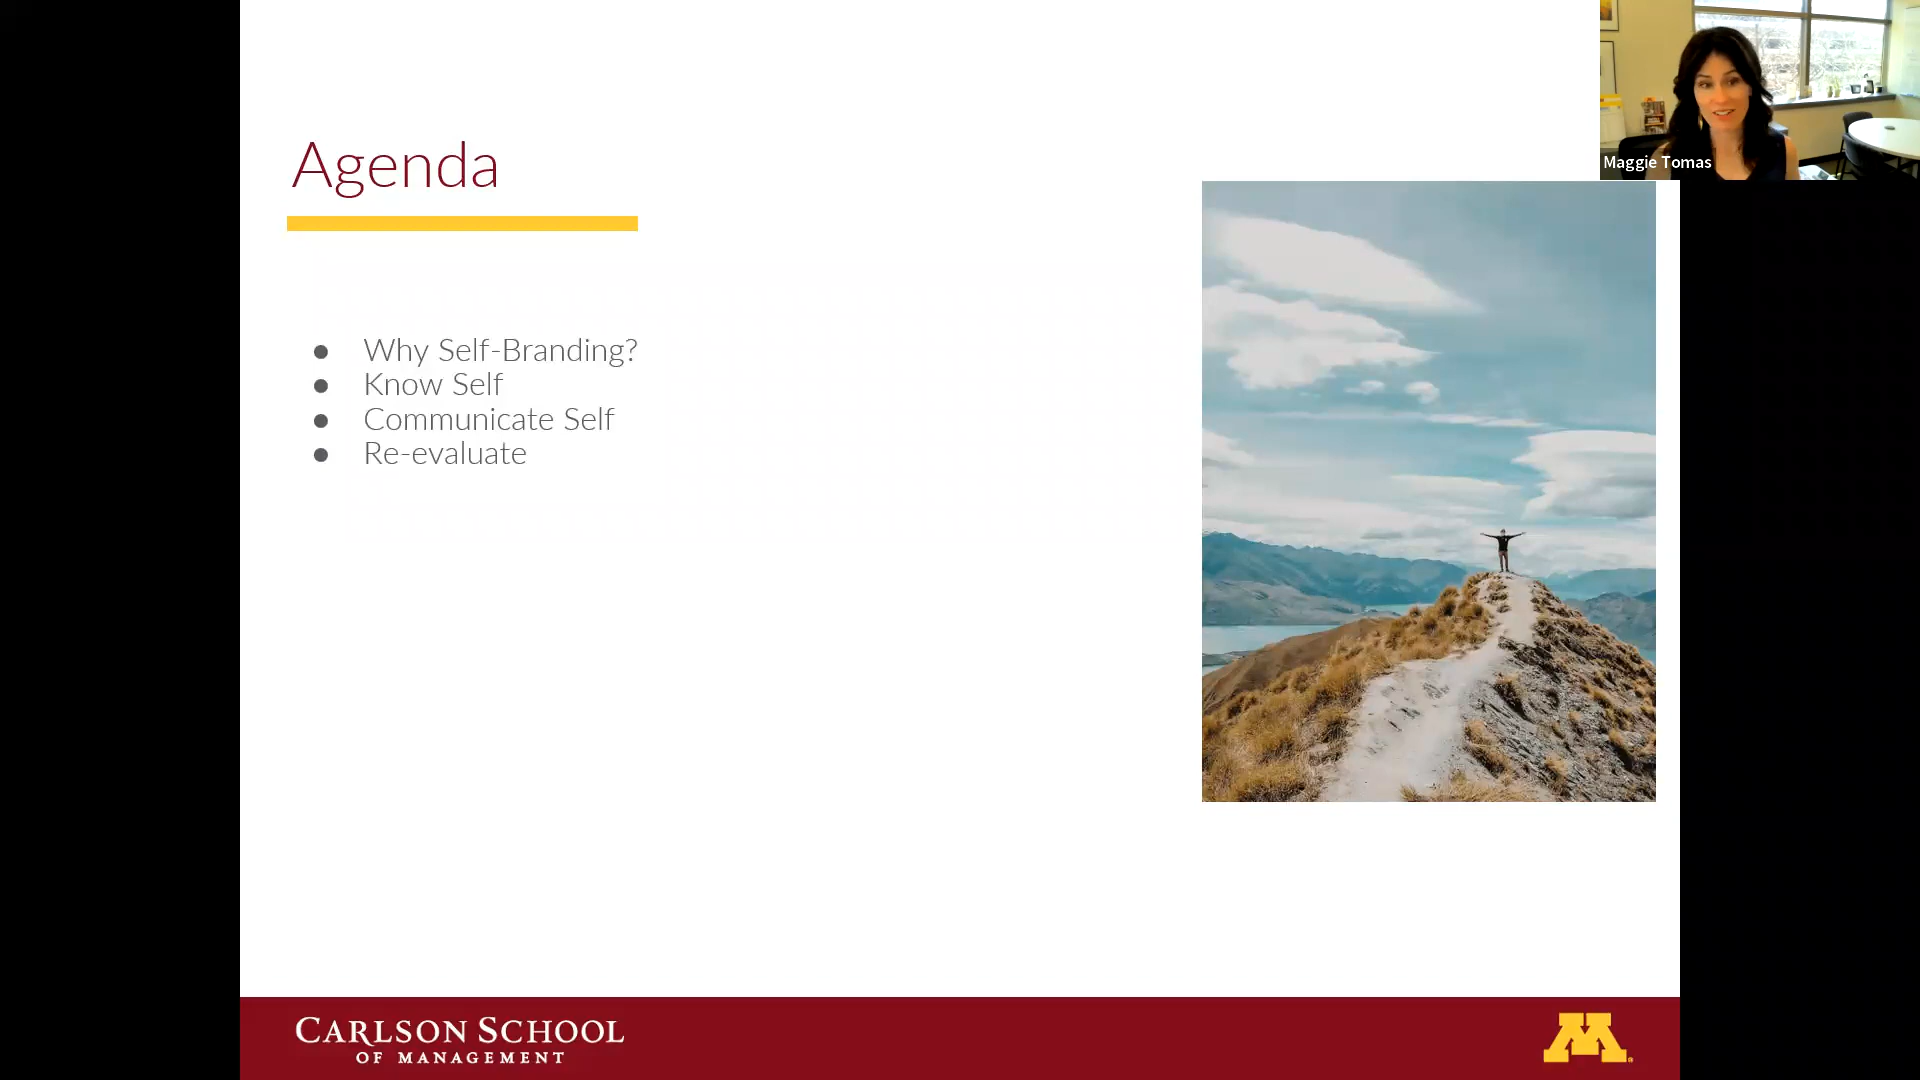 Maggie Tomas
Agenda
● Why Self-Branding?
● Know Self
● Communicate Self
● Re-evaluate
CARLSON SCHOOL
OF MANAGEMENT
M